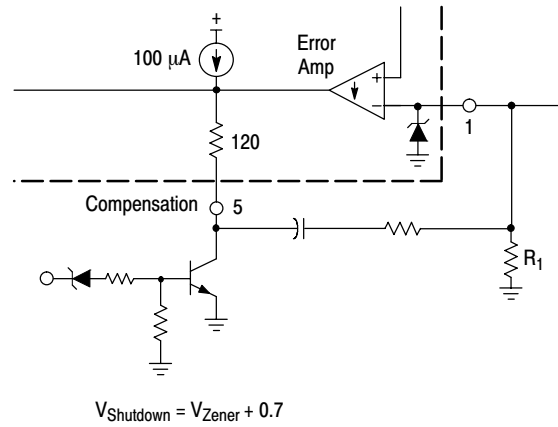 +
100 µA
Error
Amp
+
−
1
120
Compensation
5
R1
VShutdown = VZener + 0.7